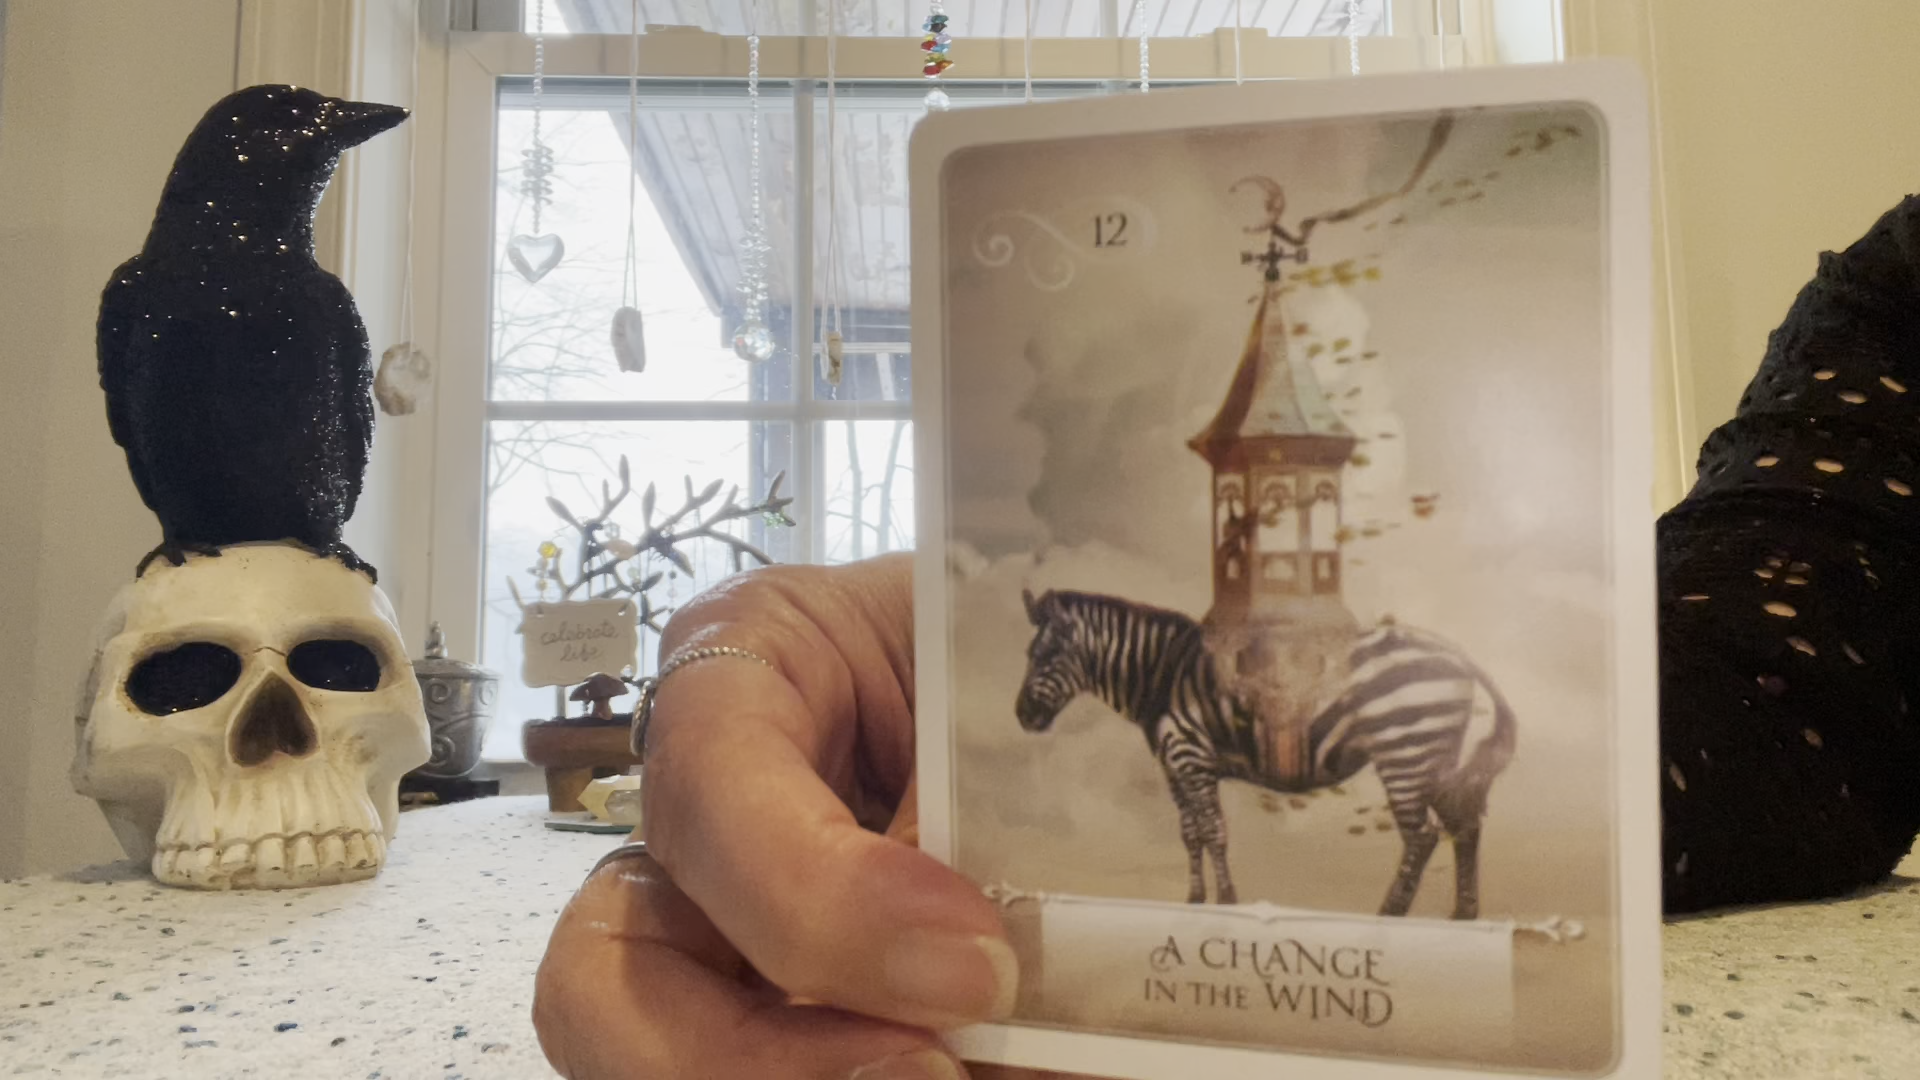 12
celebrate
life
A CHANGE
IN THE WIND